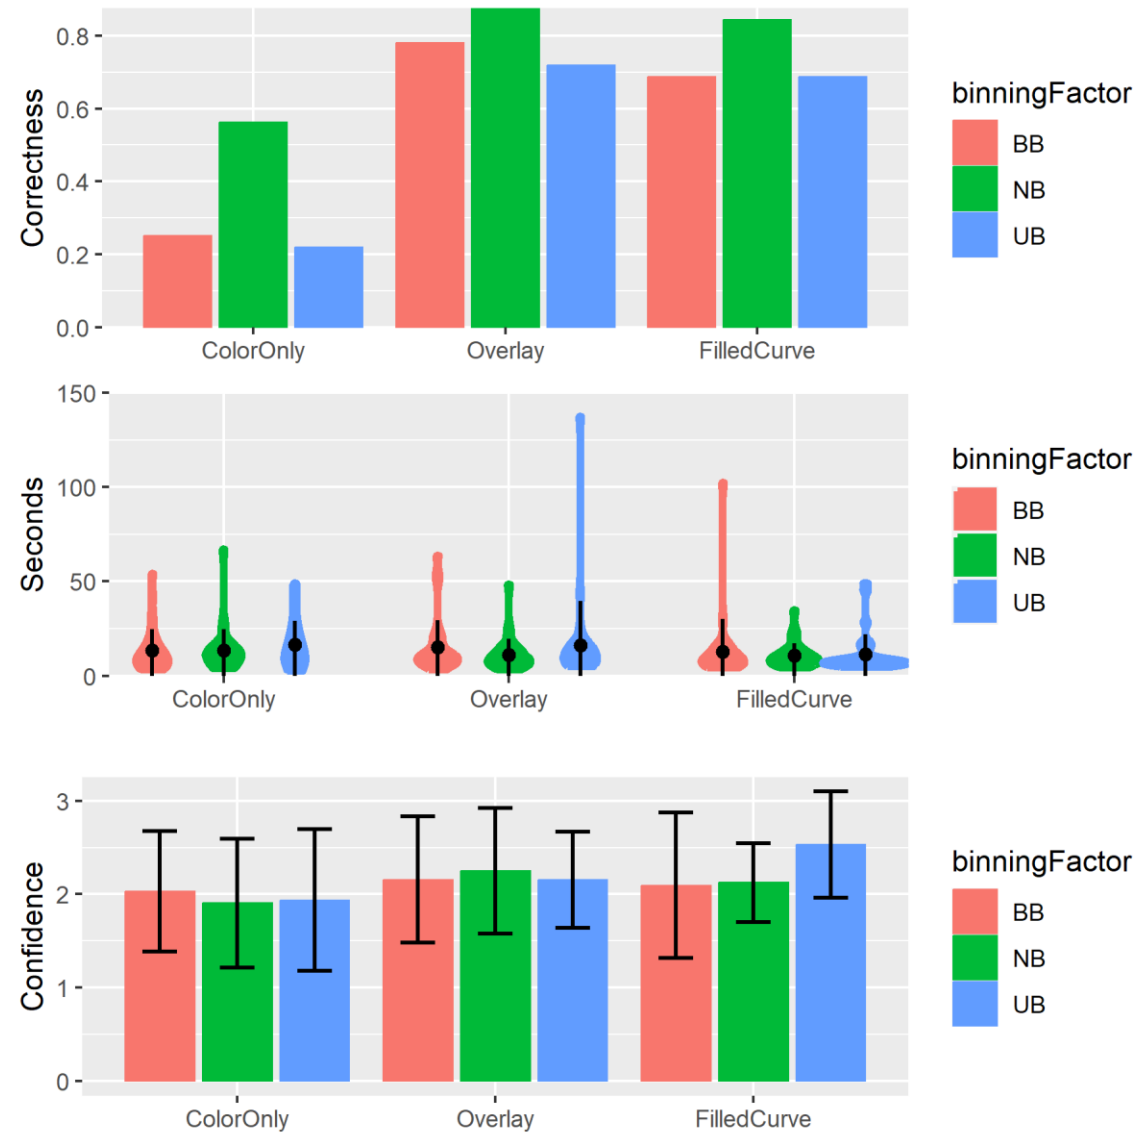 Correctness
0.8
0.6
0.4
0.2
0.0
ColorOnly Overlay FilledCurve
binningFactor
BB
NB
UB
Seconds
150
100
50
0
ColorOnly Overlay FilledCurve
binningFactor
BB
NB
UB
Confidence
3
2
1
0
ColorOnly Overlay FilledCurve
binningFactor
BB
NB
UB